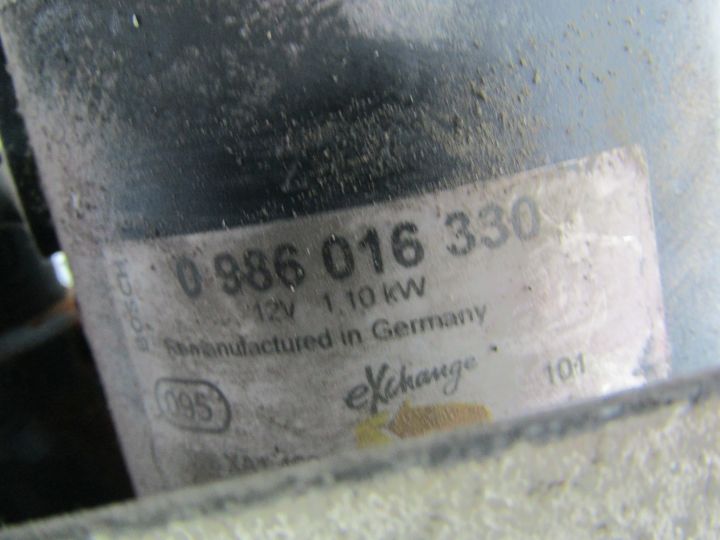 0 986 016 330
12V 1,10 kW
Remanufactured in Germany
eXchange 101
095
BOSCH